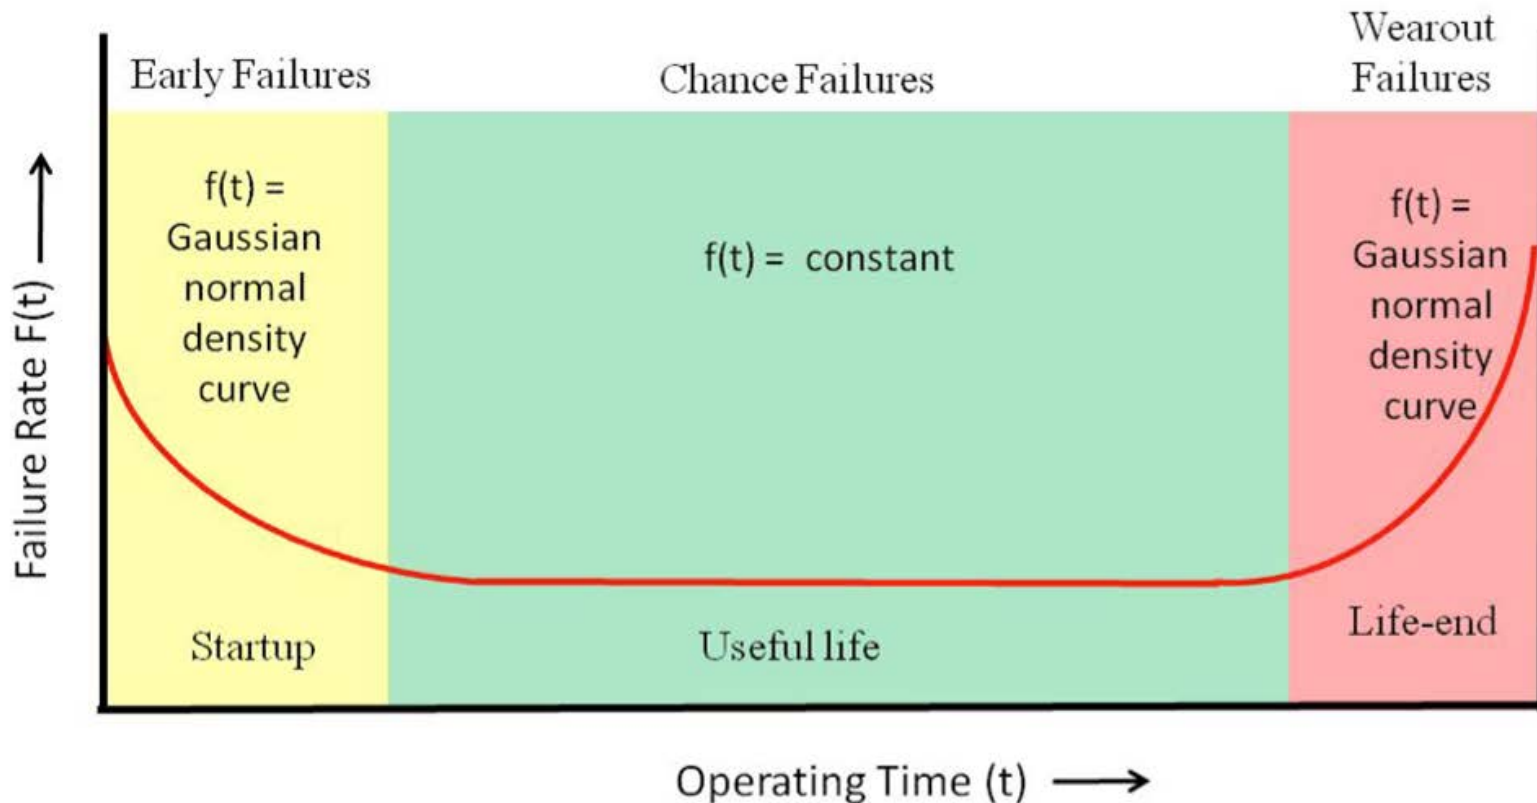 Early Failures
Chance Failures
Wearout
Failures
f(t) =
Gaussian
normal
density
curve
f(t) = constant
f(t) =
Gaussian
normal
density
curve
Failure Rate F(t)
Startup
Useful life
Life-end
Operating Time (t)